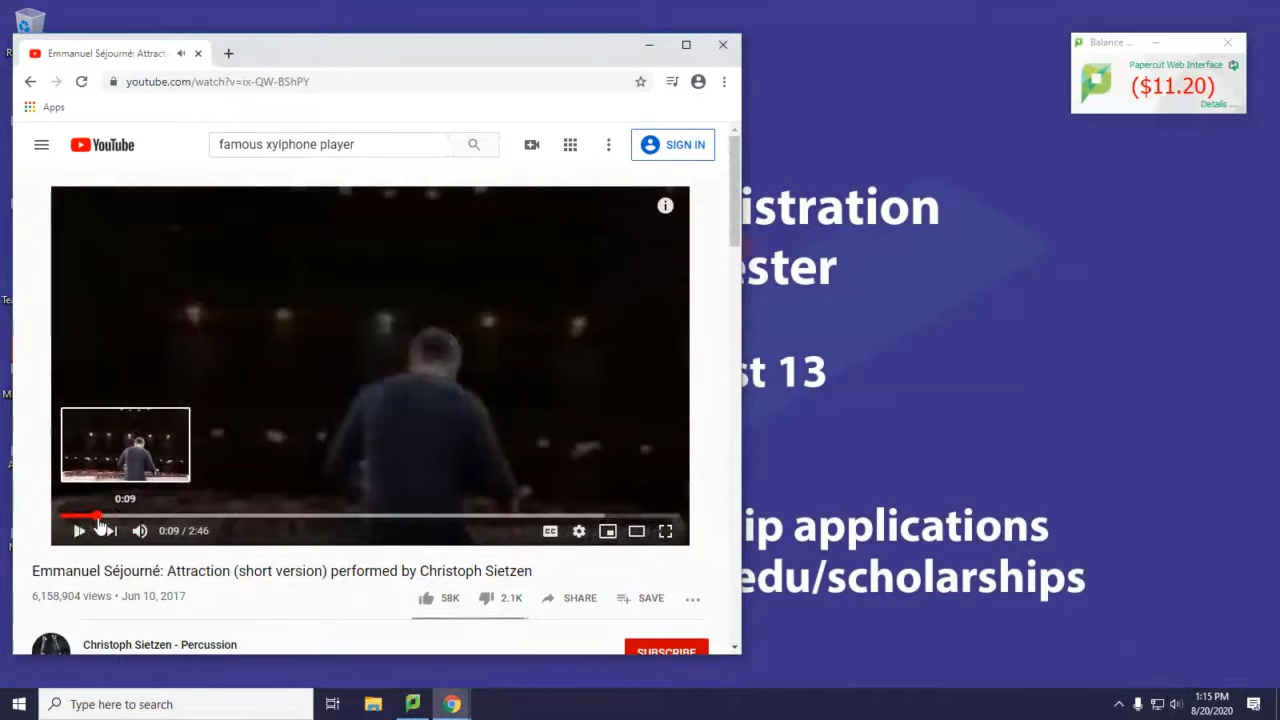 Emmanuel Séjourné: Attract
youtube.com/watch?v=ix-QW-BShPY
Apps
YouTube
famous xylphone player
SIGN IN
0:09
0:09 / 2:46
Emmanuel Séjourné: Attraction (short version) performed by Christoph Sietzen
6,158,904 views • Jun 10, 2017
58K
2.1K
SHARE
SAVE
Christoph Sietzen - Percussion
SUBSCRIBE
Balance ...
Papercut Web Interface
($11.20)
Details ...
istration
ester
st 13
ip applications
edu/scholarships
Type here to search
1:15 PM
8/20/2020